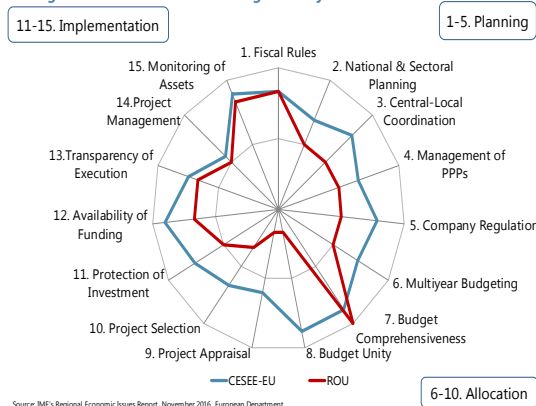 11-15. Implementation
1-5. Planning
1. Fiscal Rules
15. Monitoring of
Assets
2. National & Sectoral
Planning
14.Project
Management
3. Central-Local
Coordination
13.Transparency of
Execution
4. Management of
PPPs
12. Availability of
Funding
5. Company Regulation
11. Protection of
Investment
6. Multiyear Budgeting
10. Project Selection
7. Budget
Comprehensiveness
9. Project Appraisal
8. Budget Unity
CESEE-EU
ROU
6-10. Allocation
Source: IMF's Regional Economic Issues Report, November 2016, European Department